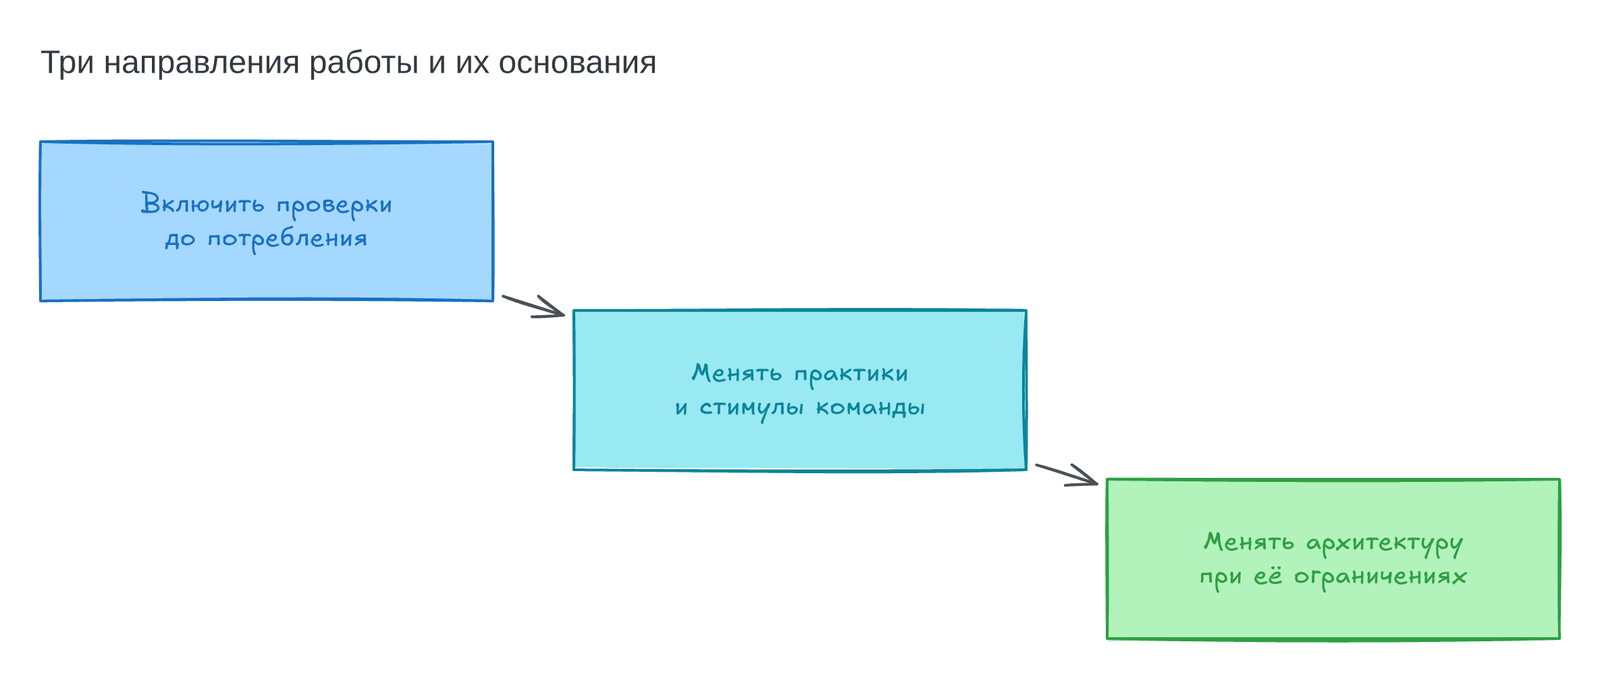 Три направления работы и их основания
Включить проверки
до потребления
Менять практики
и стимулы команды
Менять архитектуру
при её ограничениях